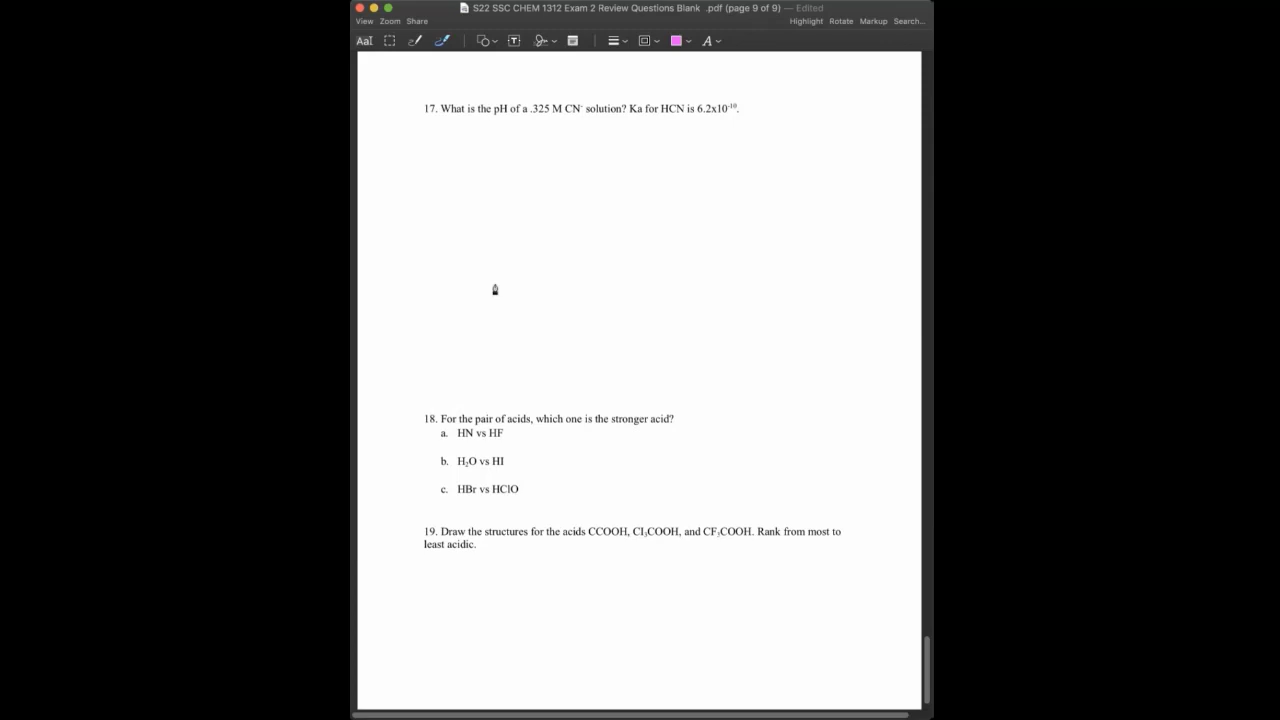 S22 SSC CHEM 1312 Exam 2 Review Questions Blank .pdf (page 9 of 9) — Edited
View Zoom Share Highlight Rotate Markup Search...
AaI T A
17. What is the pH of a .325 M CN⁻ solution? Ka for HCN is 6.2x10⁻¹⁰.
18. For the pair of acids, which one is the stronger acid?
a. HN vs HF
b. H₂O vs HI
c. HBr vs HClO
19. Draw the structures for the acids CCOOH, CI₃COOH, and CF₃COOH. Rank from most to
least acidic.